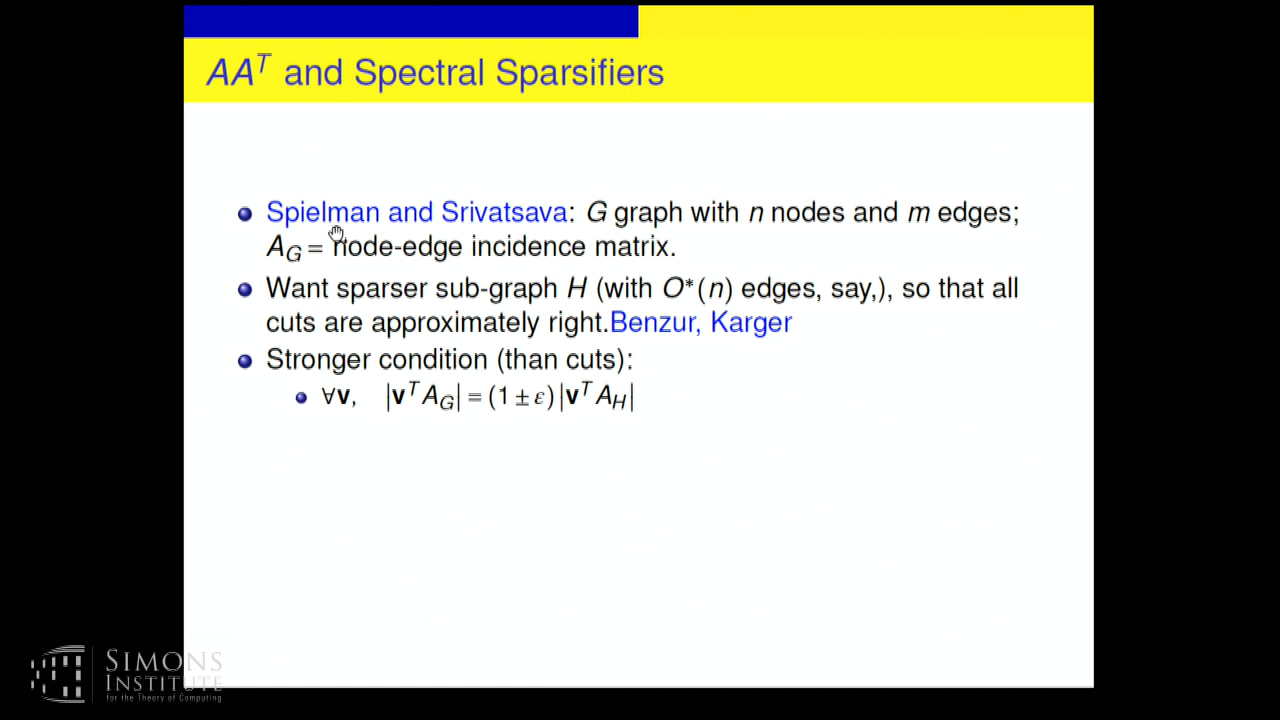 AA^T and Spectral Sparsifiers
Spielman and Srivatsava: G graph with n nodes and m edges;
A_G = node-edge incidence matrix.
Want sparser sub-graph H (with O*(n) edges, say,), so that all
cuts are approximately right.Benzur, Karger
Stronger condition (than cuts):
∀v, |v^T A_G| = (1 ± ε) |v^T A_H|
SIMONS
INSTITUTE
for the Theory of Computing